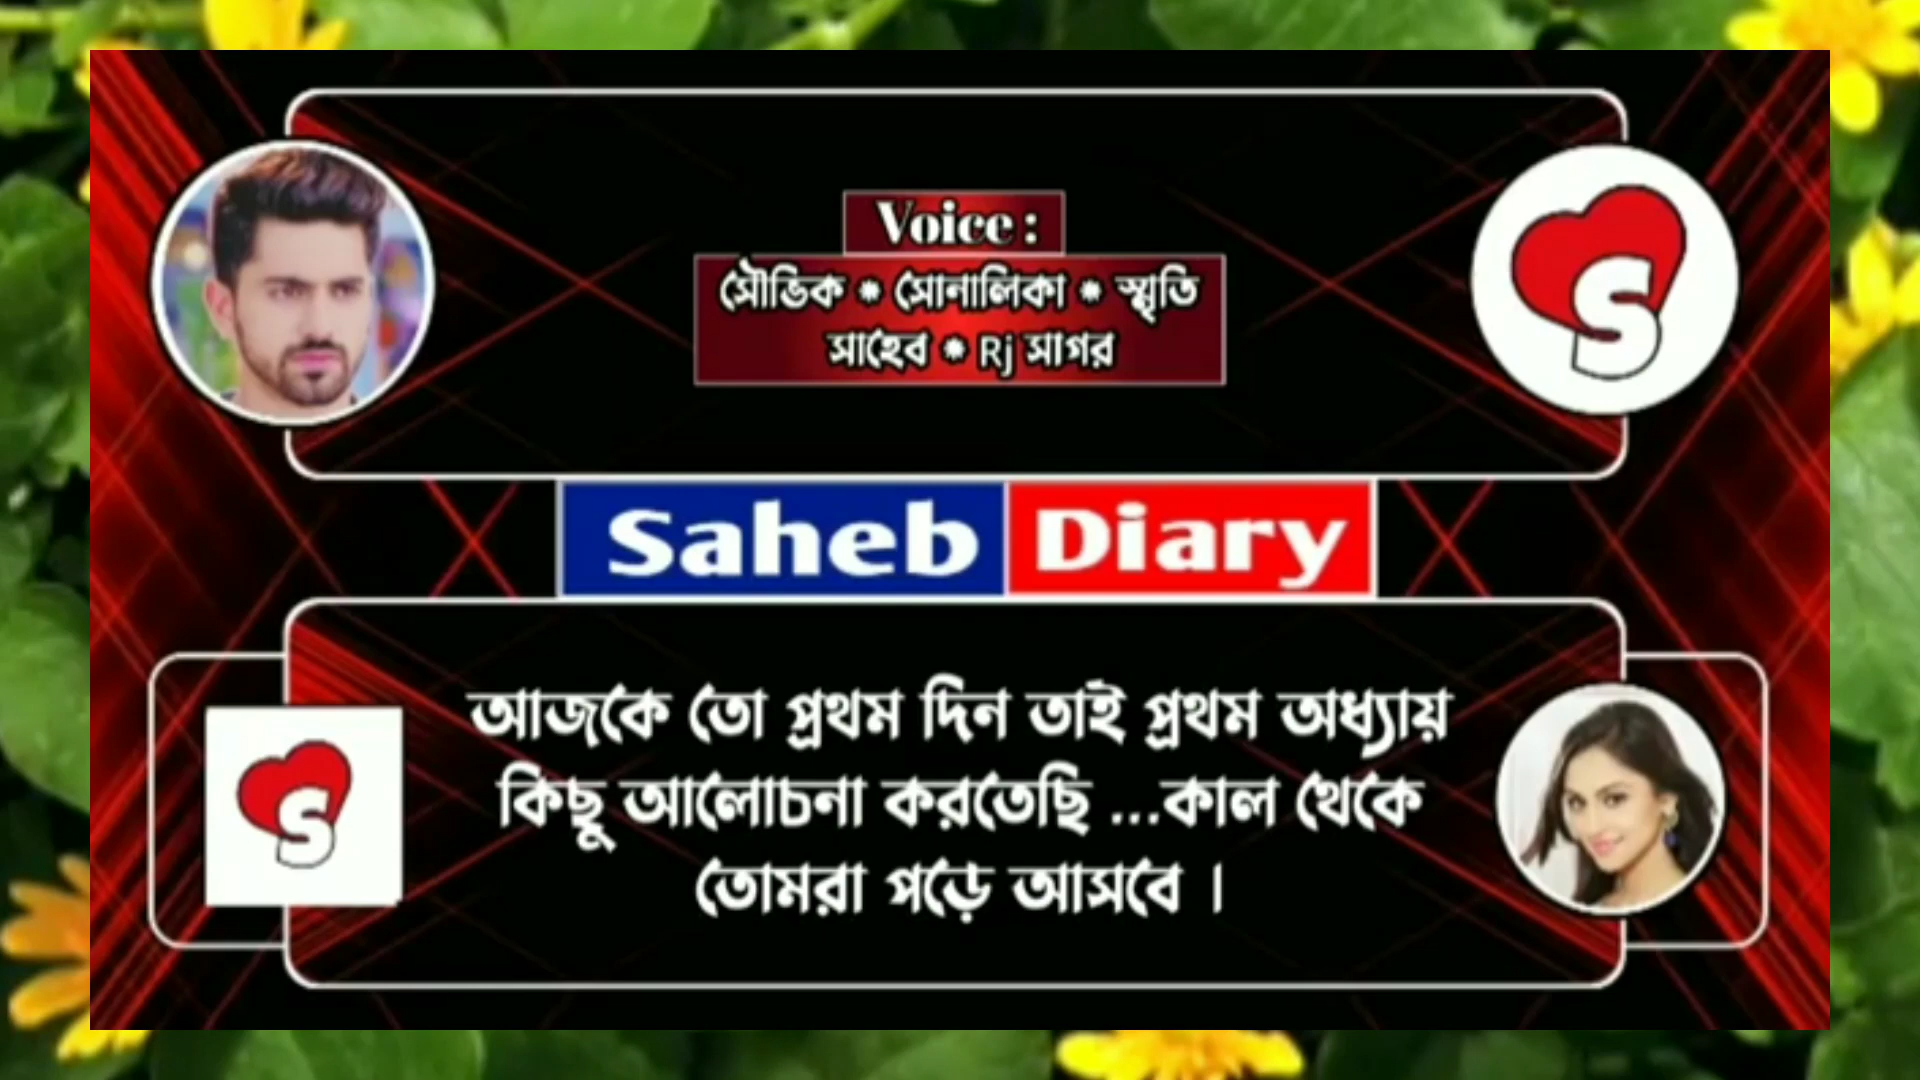 Voice :
সৌভিক * সোনালিকা * স্মৃতি
সাহেব * Rj সাগর
S
Saheb Diary
আজকে তো প্রথম দিন তাই প্রথম অধ্যায়
কিছু আলোচনা করতেছি ...কাল থেকে
তোমরা পড়ে আসবে ।
S